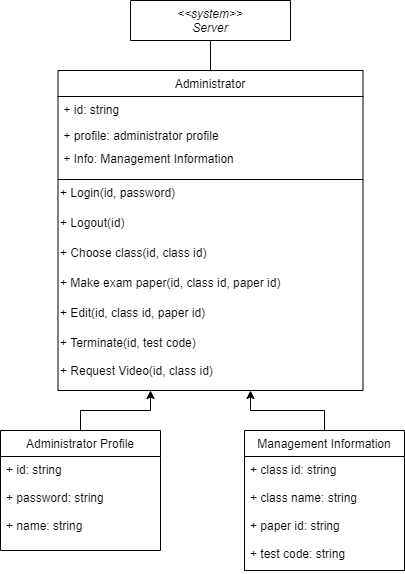 <<system>>
Server
Administrator
+ id: string
+ profile: administrator profile
+ Info: Management Information
+ Login(id, password)
+ Logout(id)
+ Choose class(id, class id)
+ Make exam paper(id, class id, paper id)
+ Edit(id, class id, paper id)
+ Terminate(id, test code)
+ Request Video(id, class id)
Administrator Profile
+ id: string
+ password: string
+ name: string
Management Information
+ class id: string
+ class name: string
+ paper id: string
+ test code: string